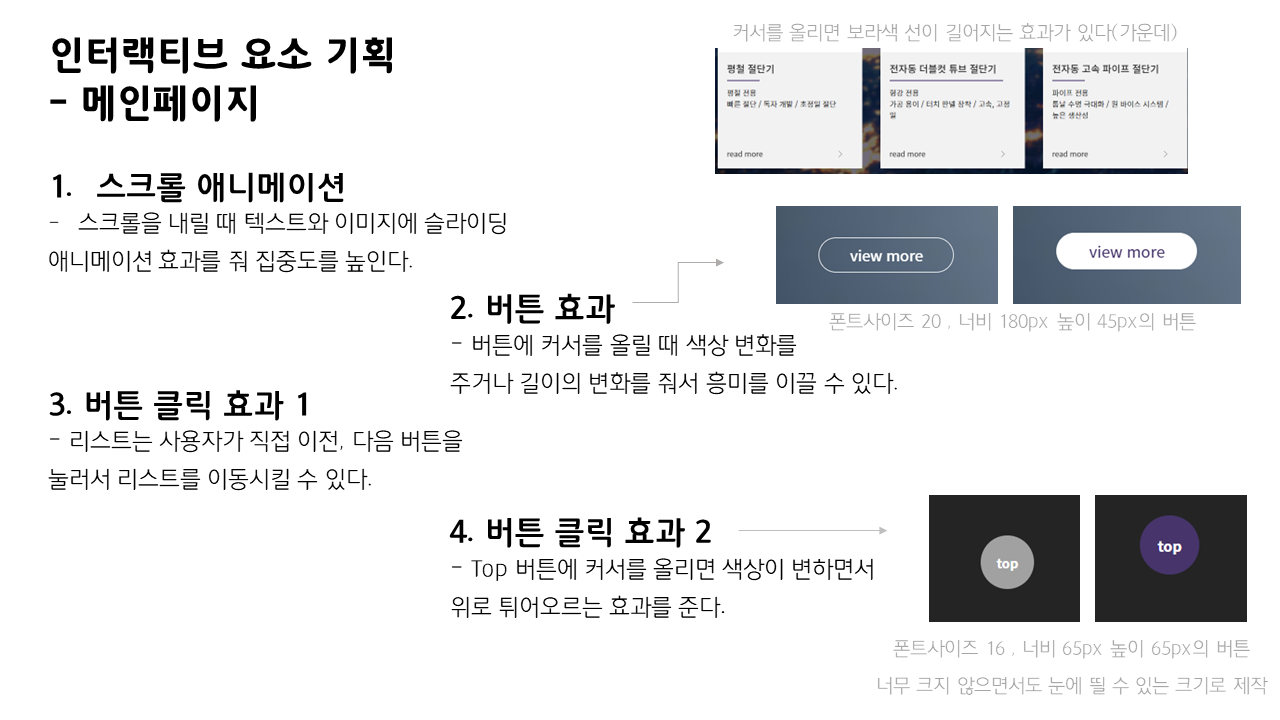 인터랙티브 요소 기획
- 메인페이지
커서를 올리면 보라색 선이 길어지는 효과가 있다(가운데)
평철 절단기
평철 전용
빠른 절단 / 독자 개발 / 초정밀 절단
read more
전자동 더블컷 튜브 절단기
형강 전용
가공 용이 / 터치 판넬 장착 / 고속, 고정
밀
read more
전자동 고속 파이프 절단기
파이프 전용
톱날 수명 극대화 / 원 바이스 시스템 /
높은 생산성
read more
1. 스크롤 애니메이션
- 스크롤을 내릴 때 텍스트와 이미지에 슬라이딩
애니메이션 효과를 줘 집중도를 높인다.
view more
view more
폰트사이즈 20 , 너비 180px 높이 45px의 버튼
2. 버튼 효과
- 버튼에 커서를 올릴 때 색상 변화를
주거나 길이의 변화를 줘서 흥미를 이끌 수 있다.
3. 버튼 클릭 효과 1
- 리스트는 사용자가 직접 이전, 다음 버튼을
눌러서 리스트를 이동시킬 수 있다.
4. 버튼 클릭 효과 2
- Top 버튼에 커서를 올리면 색상이 변하면서
위로 튀어오르는 효과를 준다.
top
top
폰트사이즈 16 , 너비 65px 높이 65px의 버튼
너무 크지 않으면서도 눈에 띌 수 있는 크기로 제작